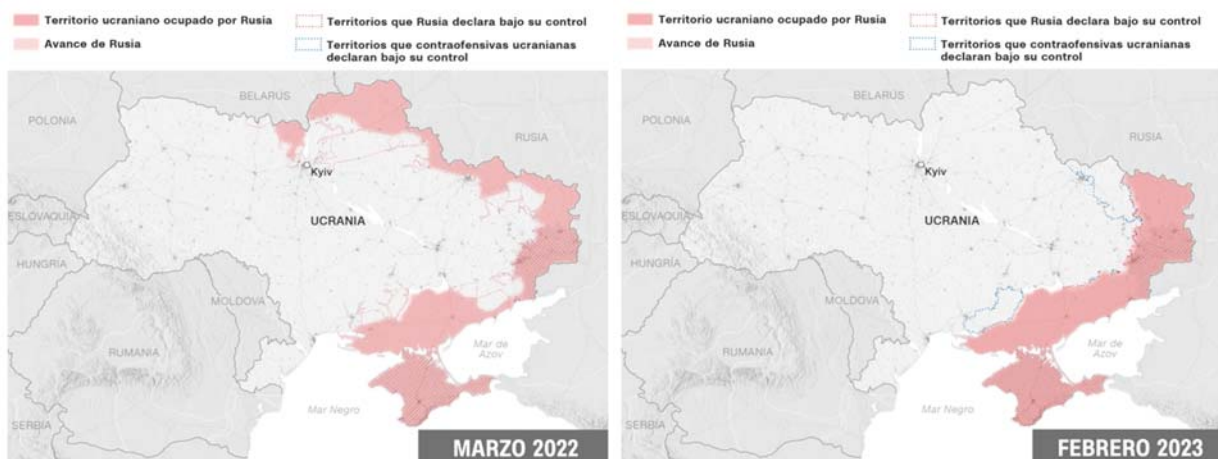 Territorio ucraniano ocupado por Rusia
Avance de Rusia
Territorios que Rusia declara bajo su control
Territorios que contraofensivas ucranianas
declaran bajo su control
BELARÚS
POLONIA
RUSIA
Kyiv
UCRANIA
ESLOVAQUIA
HUNGRÍA
MOLDOVA
RUMANIA
Mar de
Azov
Mar Negro
SERBIA
MARZO 2022
Territorio ucraniano ocupado por Rusia
Avance de Rusia
Territorios que Rusia declara bajo su control
Territorios que contraofensivas ucranianas
declaran bajo su control
BELARÚS
POLONIA
RUSIA
Kyiv
UCRANIA
ESLOVAQUIA
HUNGRÍA
MOLDOVA
RUMANIA
Mar de
Azov
Mar Negro
SERBIA
FEBRERO 2023